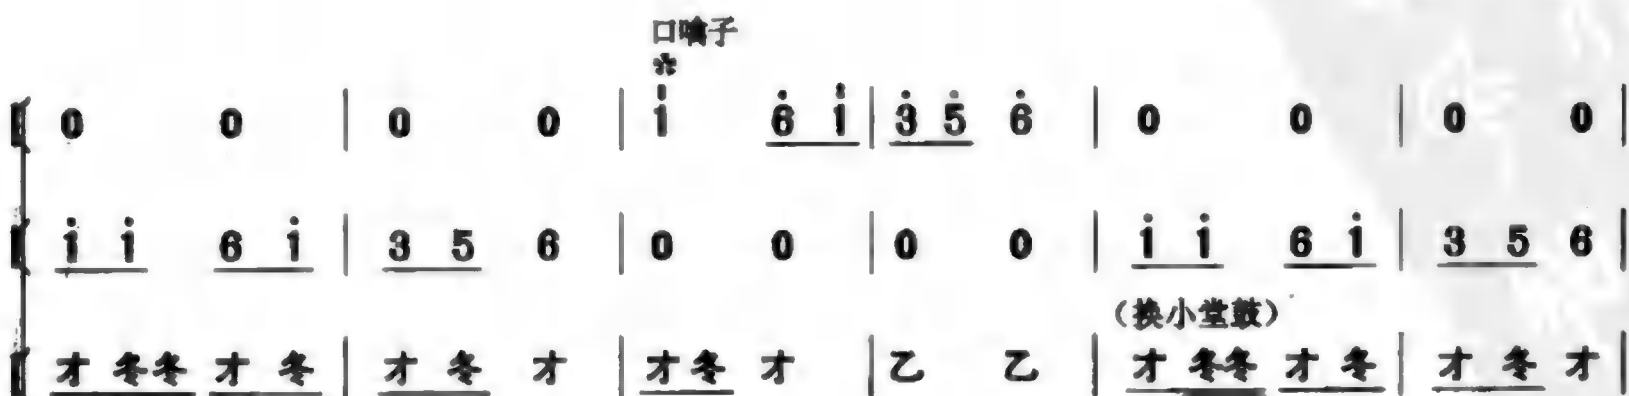 口噙子
0 0 | 0 0 | i̇ 6̇ i̇ | 3̇ 5̇ 6̇ | 0 0 | 0 0 |
i i 6 i | 3 5 6 | 0 0 | 0 0 | i i 6 i | 3 5 6 |
（换小堂鼓）
才 冬冬 才 冬 | 才 冬 才 | 才冬 才 | 乙 乙 | 才 冬冬 才 冬 | 才 冬 才 |